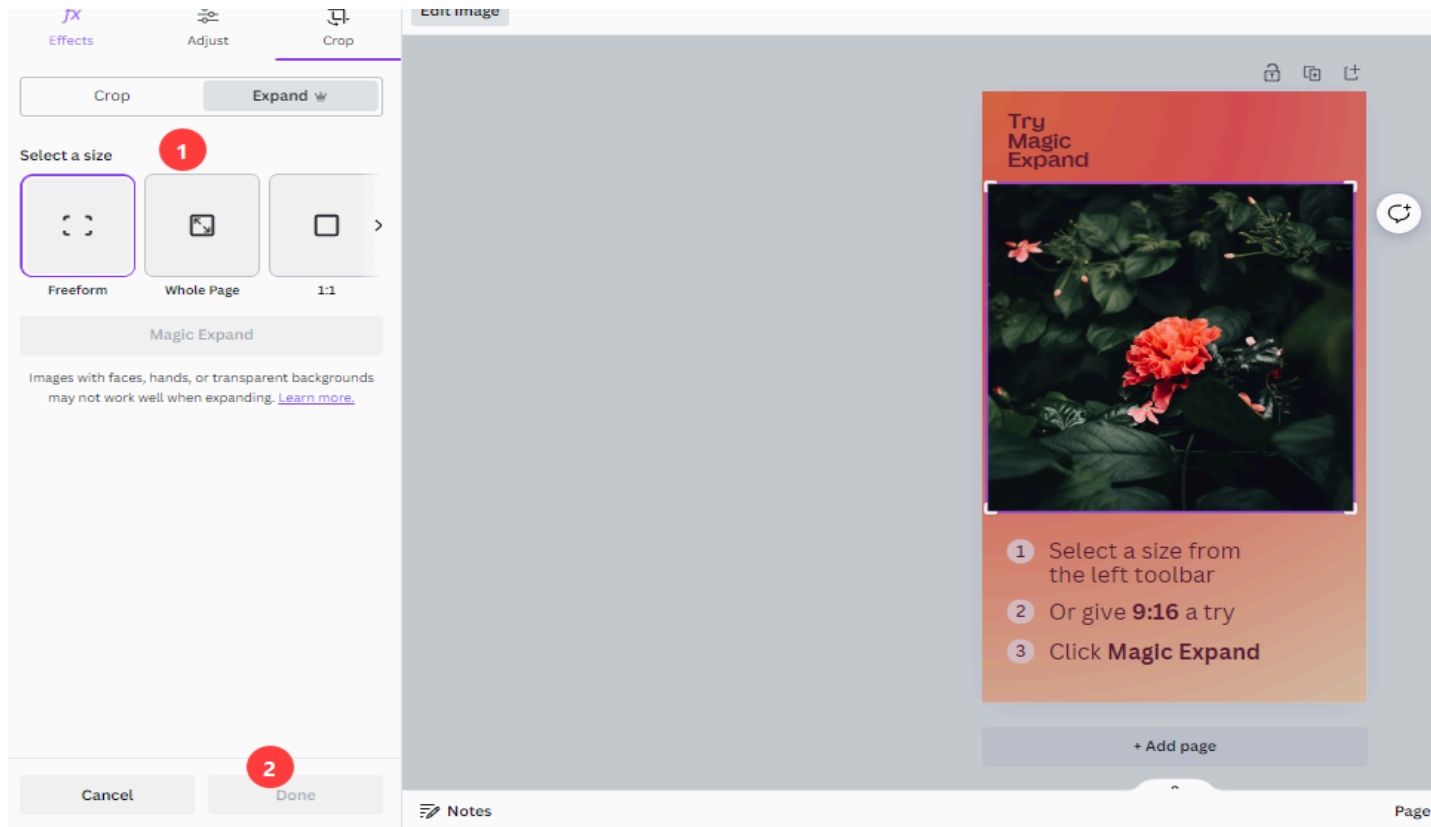 fx
Edit Image
Effects
Adjust
Crop
Crop
Expand
1
Select a size
Freeform
Whole Page
1:1
Magic Expand
Images with faces, hands, or transparent backgrounds
may not work well when expanding. Learn more.
2
Cancel
Done
Try
Magic
Expand
1 Select a size from
the left toolbar
2 Or give 9:16 a try
3 Click Magic Expand
+ Add page
Notes
Page